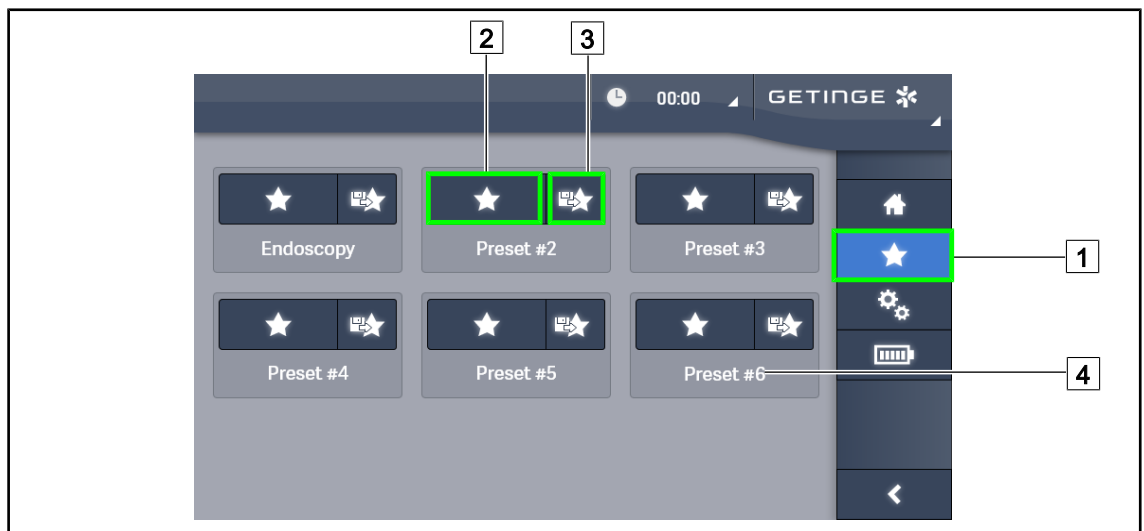 2 3
00:00 GETINGE
Endoscopy Preset #2 Preset #3
1
Preset #4 Preset #5 Preset #6
4